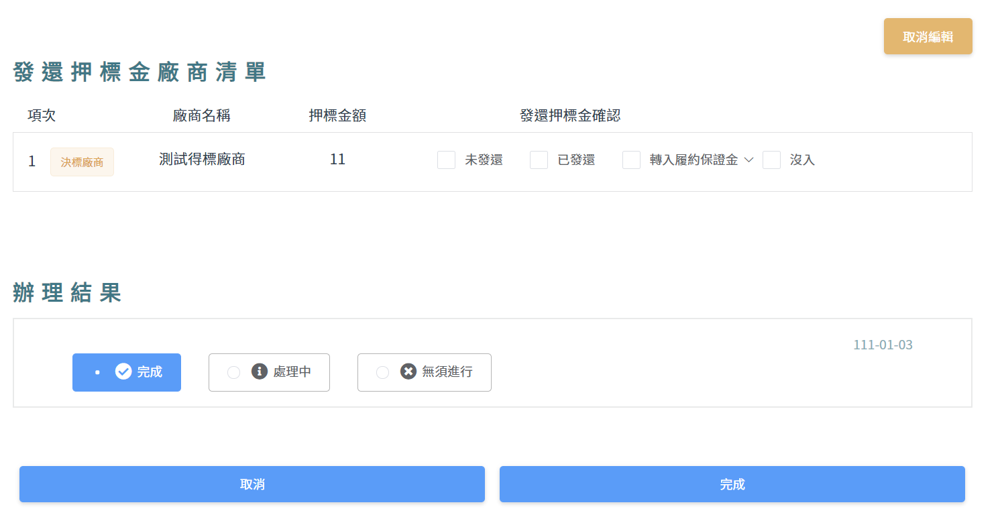 取消編輯
發還押標金廠商清單
項次 廠商名稱 押標金額 發還押標金確認
1 決標廠商 測試得標廠商 11 未發還 已發還 轉入履約保證金 沒入
辦理結果
111-01-03
完成 處理中 無須進行
取消 完成